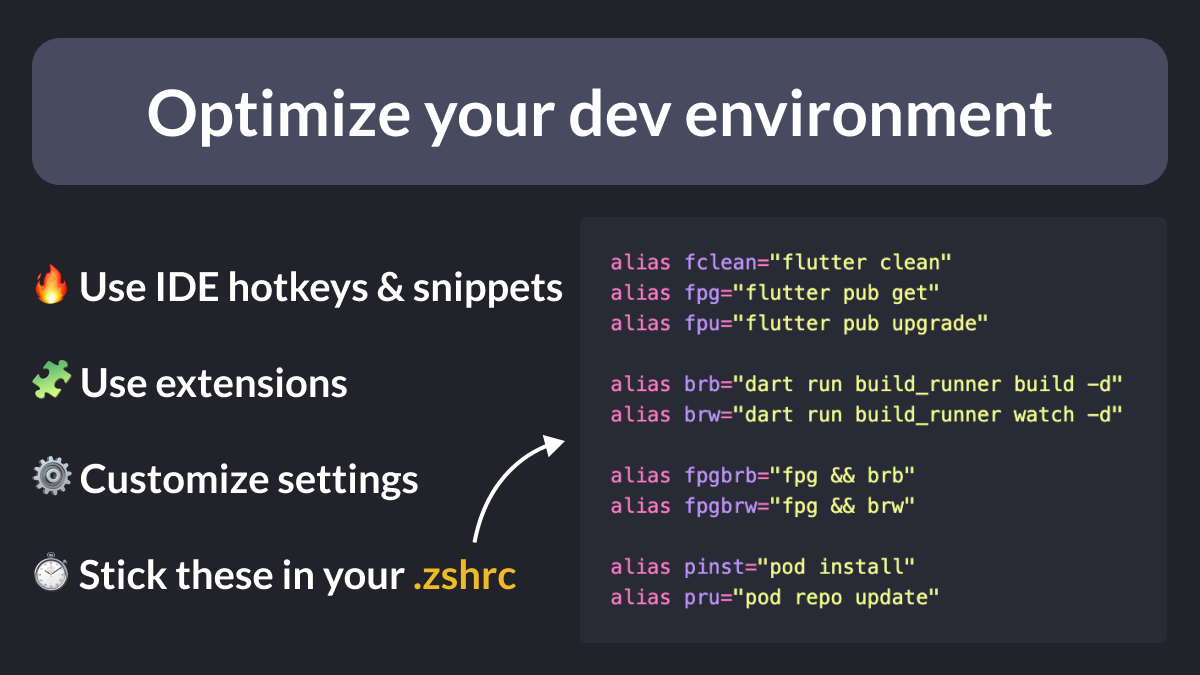 Optimize your dev environment
🔥 Use IDE hotkeys & snippets
🧩 Use extensions
⚙️ Customize settings
⏱️ Stick these in your .zshrc
alias fclean="flutter clean"
alias fpg="flutter pub get"
alias fpu="flutter pub upgrade"
alias brb="dart run build_runner build -d"
alias brw="dart run build_runner watch -d"
alias fpgbrb="fpg && brb"
alias fpgbrw="fpg && brw"
alias pinst="pod install"
alias pru="pod repo update"